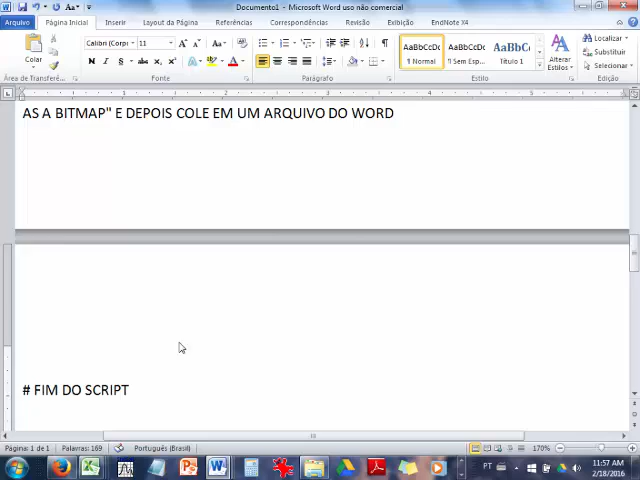 Documento1 - Microsoft Word uso não comercial
Arquivo Página Inicial Inserir Layout da Página Referências Correspondências Revisão Exibição EndNote X4
Calibri (Corpo 11
Colar
AaBbCcDc AaBbCcDc AaBbC
¶ Normal ¶ Sem Esp... Título 1
Alterar Estilos
Localizar
Substituir
Selecionar
Área de Transferê... Fonte Parágrafo Estilo Edição
AS A BITMAP" E DEPOIS COLE EM UM ARQUIVO DO WORD
# FIM DO SCRIPT
Página: 1 de 1 Palavras: 169 Português (Brasil) 170%
PT 11:57 AM
2/18/2016